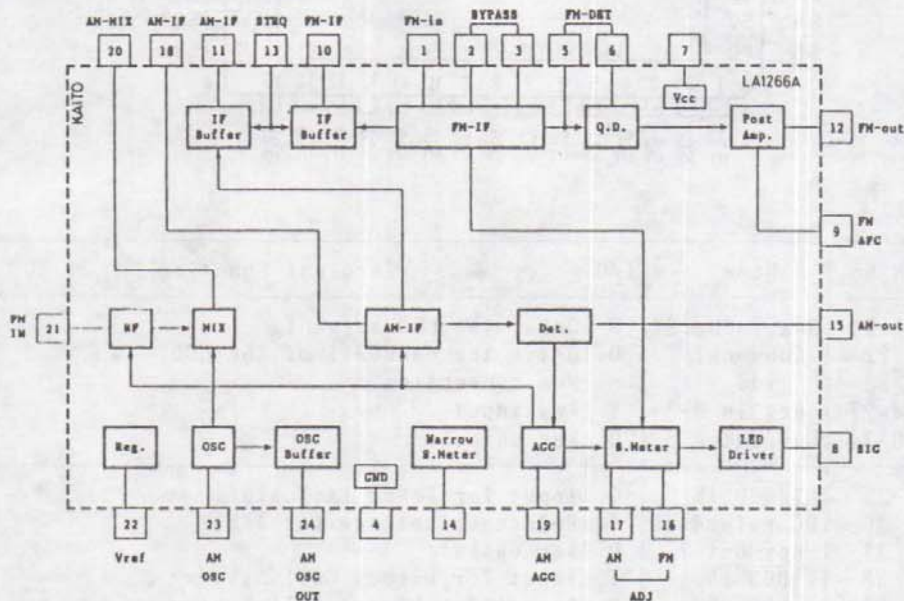 AM-MIX AM-IF AM-IF STRQ FM-IF FM-in BYPASS FM-DET
20 18 11 13 10 1 2 3 5 6 7
KAITO
LA1266A
Vcc
IF Buffer
IF Buffer
FM-IF
Q.D.
Post Amp.
12 FM-out
9 FM AFC
FM IN 21
RF
MIX
AM-IF
Det.
15 AM-out
Reg.
OSC
OSC Buffer
GND
Narrow S.Meter
AGC
S.Meter
LED Driver
8 SIG
22 23 24 4 14 19 17 16
Vref
AM OSC
AM OSC OUT
AM AGC
AM FM
ADJ